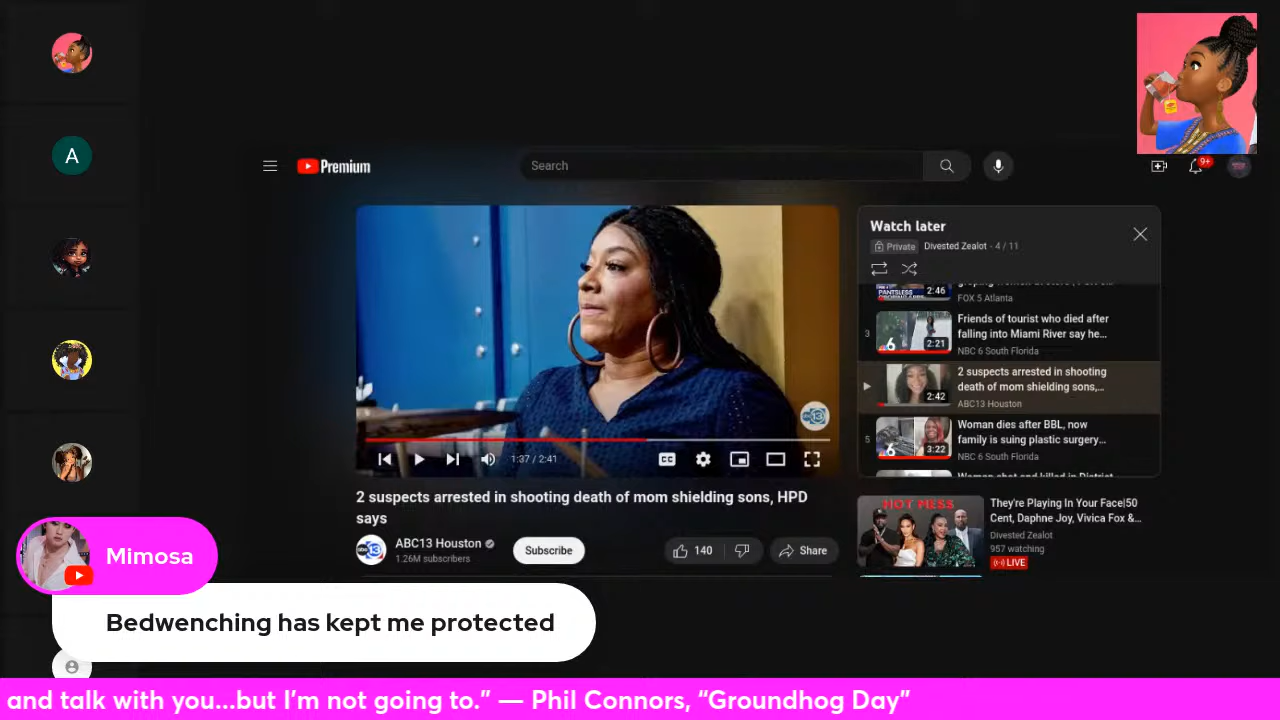 A
Premium
Search
9+
Watch later
Private
Divested Zealot - 4 / 11
2:46
FOX 5 Atlanta
3
6
2:21
Friends of tourist who died after
falling into Miami River say he...
NBC 6 South Florida
2:42
2 suspects arrested in shooting
death of mom shielding sons,...
ABC13 Houston
5
6
3:22
Woman dies after BBL, now
family is suing plastic surgery...
NBC 6 South Florida
abc13
CC
1:37 / 2:41
2 suspects arrested in shooting death of mom shielding sons, HPD
says
abc13
ABC13 Houston
1.26M subscribers
Subscribe
140
Share
HOT MESS
They're Playing In Your Face|50
Cent, Daphne Joy, Vivica Fox &...
Divested Zealot
957 watching
LIVE
Mimosa
Bedwenching has kept me protected
and talk with you...but I'm not going to." — Phil Connors, "Groundhog Day"